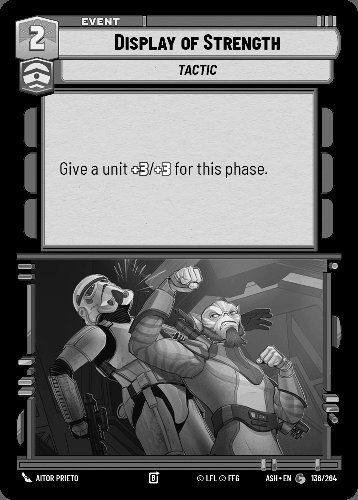 EVENT
2
DISPLAY OF STRENGTH
TACTIC
Give a unit +3/+3 for this phase.
AITOR PRIETO
© LFL © FFG
ASH • EN
136/264